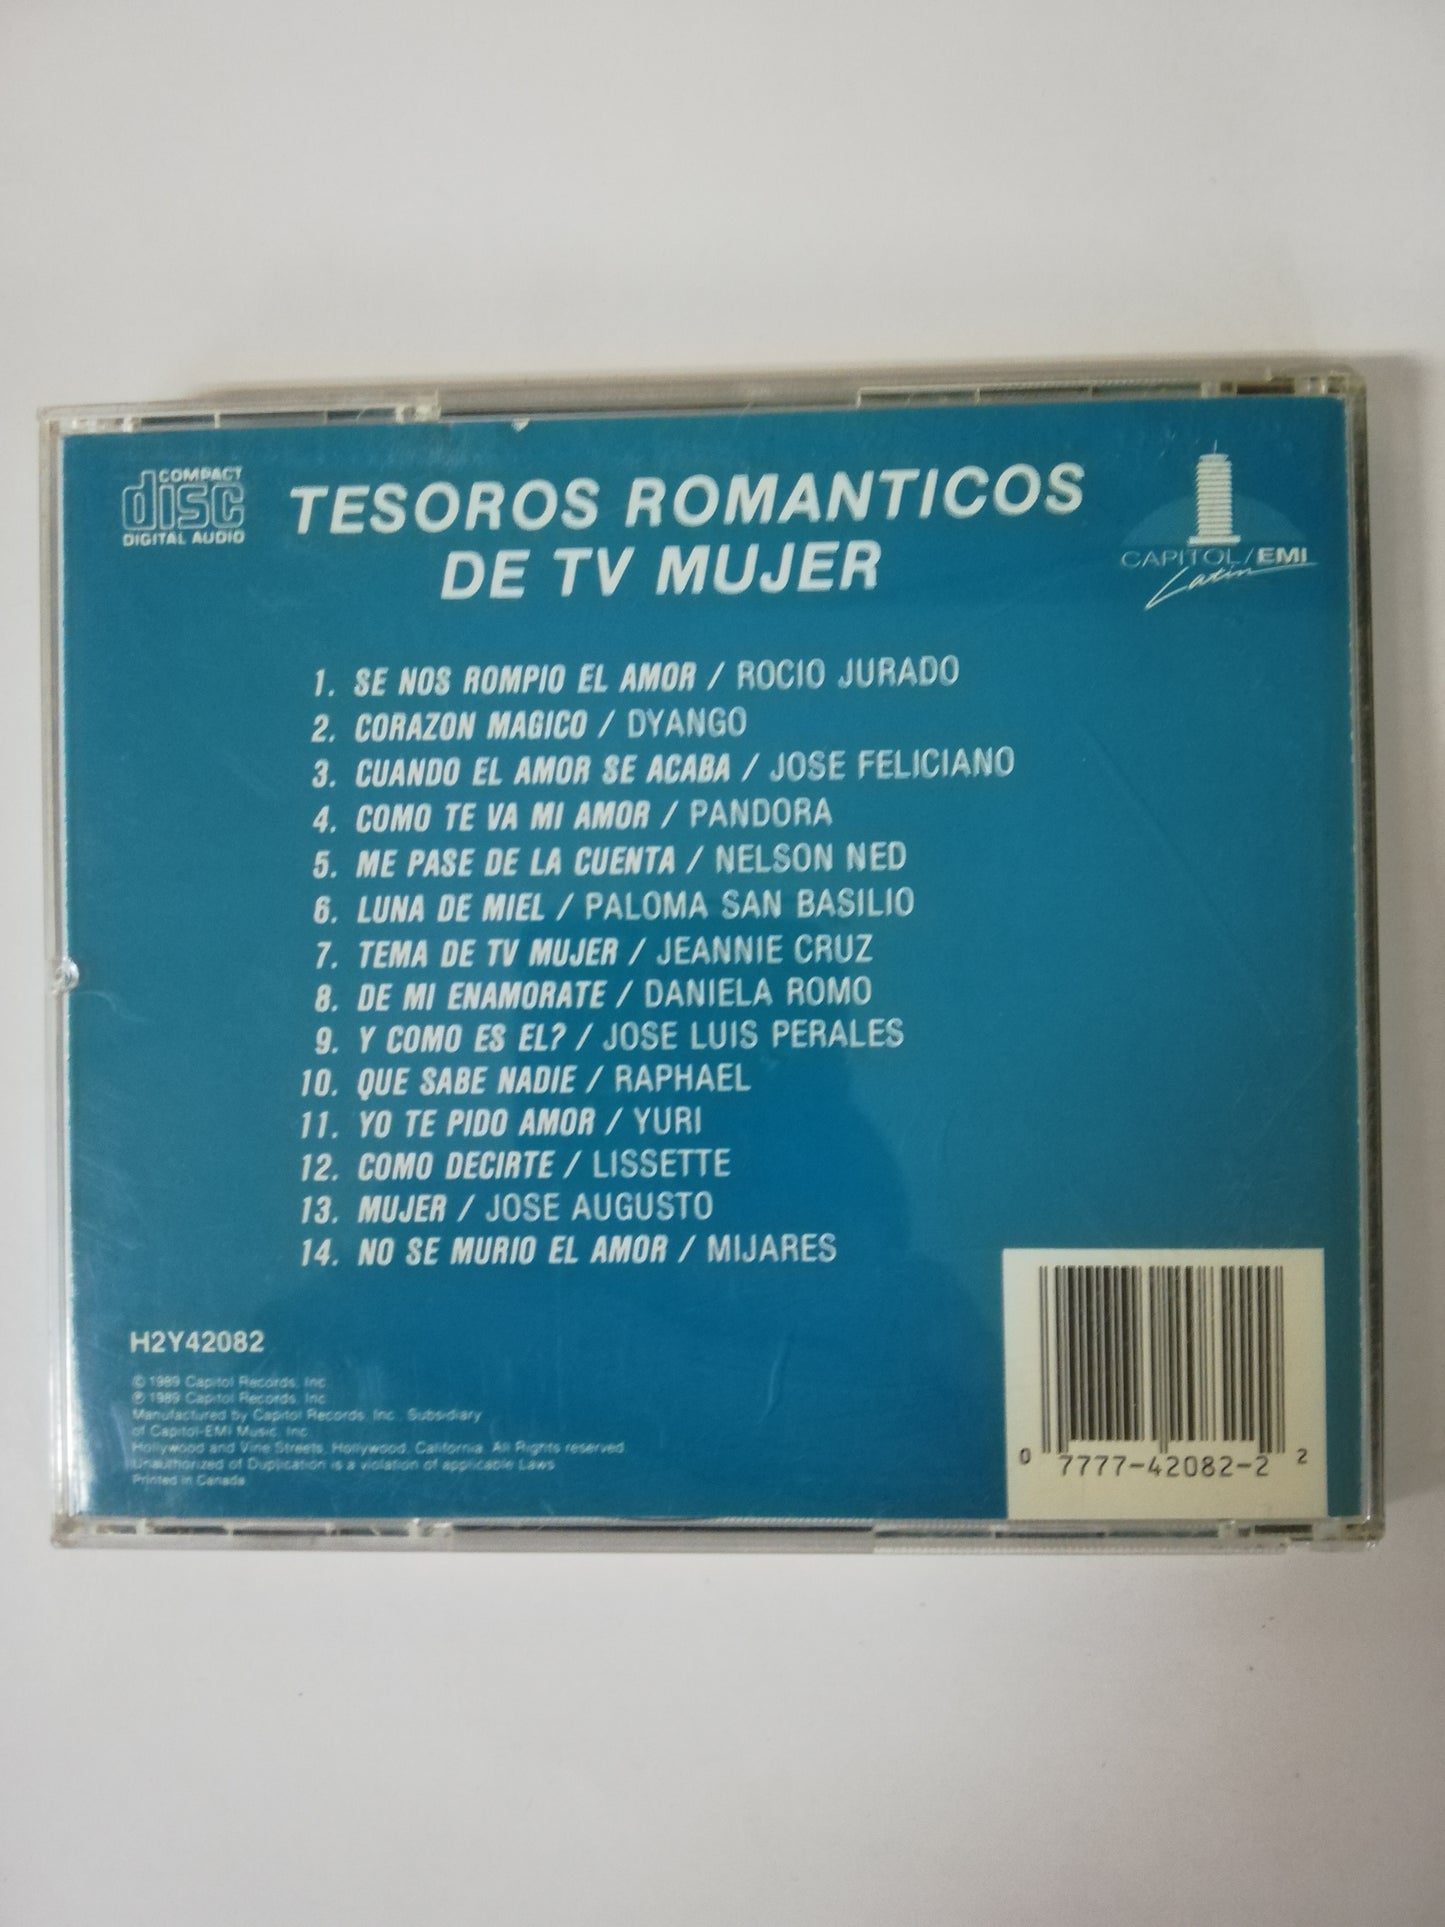 COMPACT
disc
DIGITAL AUDIO
TESOROS ROMANTICOS
DE TV MUJER
CAPITOL/EMI
Latin
1. SE NOS ROMPIO EL AMOR / ROCIO JURADO
2. CORAZON MAGICO / DYANGO
3. CUANDO EL AMOR SE ACABA / JOSE FELICIANO
4. COMO TE VA MI AMOR / PANDORA
5. ME PASE DE LA CUENTA / NELSON NED
6. LUNA DE MIEL / PALOMA SAN BASILIO
7. TEMA DE TV MUJER / JEANNIE CRUZ
8. DE MI ENAMORATE / DANIELA ROMO
9. Y COMO ES EL? / JOSE LUIS PERALES
10. QUE SABE NADIE / RAPHAEL
11. YO TE PIDO AMOR / YURI
12. COMO DECIRTE / LISSETTE
13. MUJER / JOSE AUGUSTO
14. NO SE MURIO EL AMOR / MIJARES
H2Y42082
© 1989 Capitol Records, Inc.
℗ 1989 Capitol Records, Inc.
Manufactured by Capitol Records, Inc., Subsidiary
of Capitol-EMI Music, Inc.
Hollywood and Vine Streets, Hollywood, California. All Rights reserved.
Unauthorized of Duplication is a violation of applicable Laws.
Printed in Canada
0 7777-42082-2 2